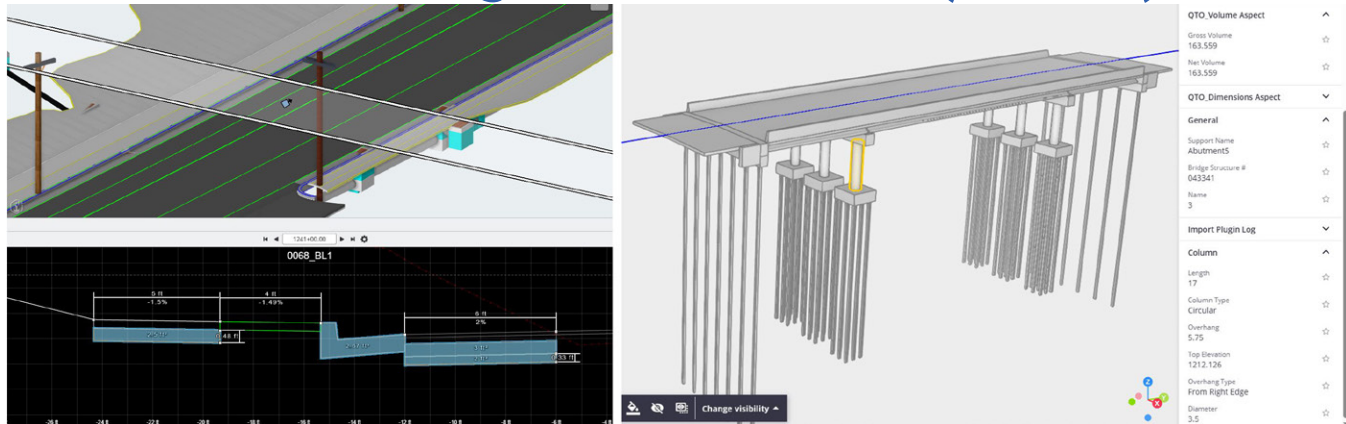 1241+00.00
0068_BL1
5 ft
-1.5%
4 ft
-1.49%
6 ft
2%
-26 ft
-24 ft
-22 ft
-20 ft
-18 ft
-16 ft
-14 ft
-12 ft
-10 ft
-8 ft
-6 ft
Change visibility
QTO_Volume Aspect
Gross Volume
163.559
Net Volume
163.559
QTO_Dimensions Aspect
General
Support Name
Abutment5
Bridge Structure #
043341
Name
3
Import Plugin Log
Column
Length
17
Column Type
Circular
Overhang
5.75
Top Elevation
1212.126
Overhang Type
From Right Edge
Diameter
3.5
Z
Y
X